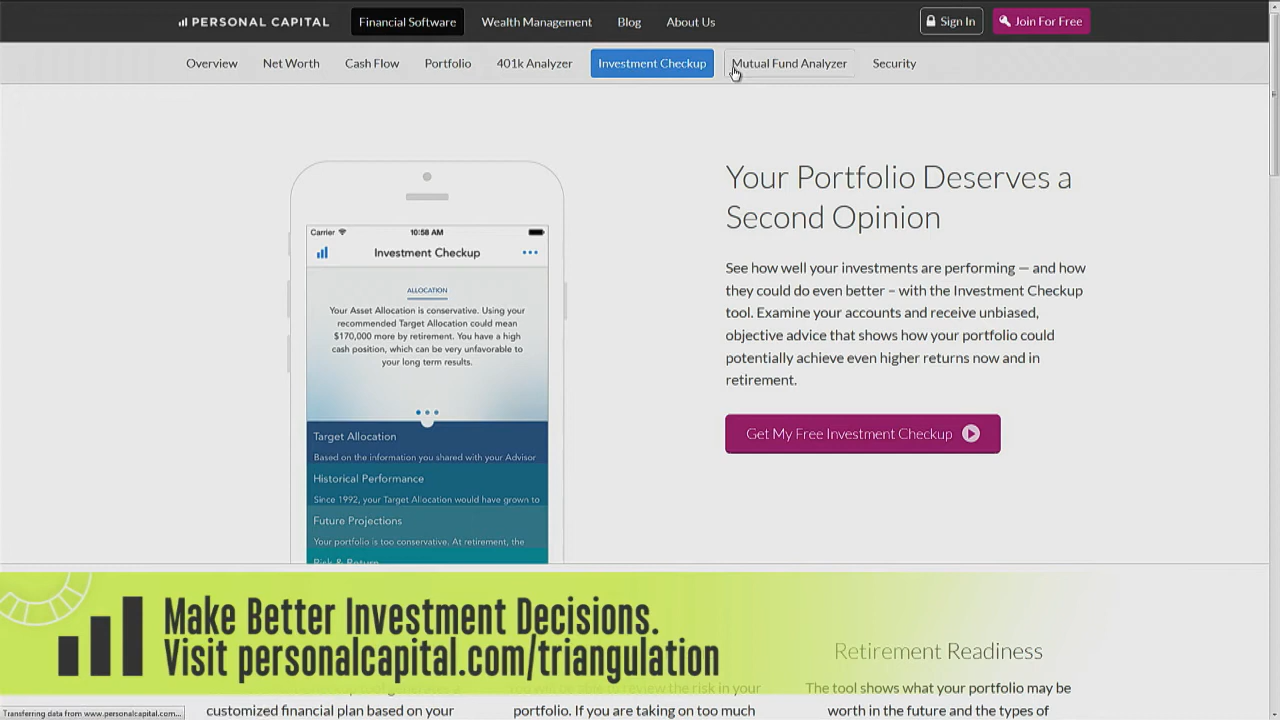 PERSONAL CAPITAL
Financial Software
Wealth Management
Blog
About Us
Sign In
Join For Free
Overview
Net Worth
Cash Flow
Portfolio
401k Analyzer
Investment Checkup
Mutual Fund Analyzer
Security
Carrier
10:58 AM
Investment Checkup
ALLOCATION
Your Asset Allocation is conservative. Using your
recommended Target Allocation could mean
$170,000 more by retirement. You have a high
cash position, which can be very unfavorable to
your long term results.
Target Allocation
Based on the information you shared with your Advisor
Historical Performance
Since 1992, your Target Allocation would have grown to
Future Projections
Your portfolio is too conservative. At retirement, the
Risk & Return
Your Portfolio Deserves a
Second Opinion
See how well your investments are performing — and how
they could do even better – with the Investment Checkup
tool. Examine your accounts and receive unbiased,
objective advice that shows how your portfolio could
potentially achieve even higher returns now and in
retirement.
Get My Free Investment Checkup
Make Better Investment Decisions.
Visit personalcapital.com/triangulation
Retirement Readiness
customized financial plan based on your
the risk in your
portfolio. If you are taking on too much
The tool shows what your portfolio may be
worth in the future and the types of
Transferring data from www.personalcapital.com...